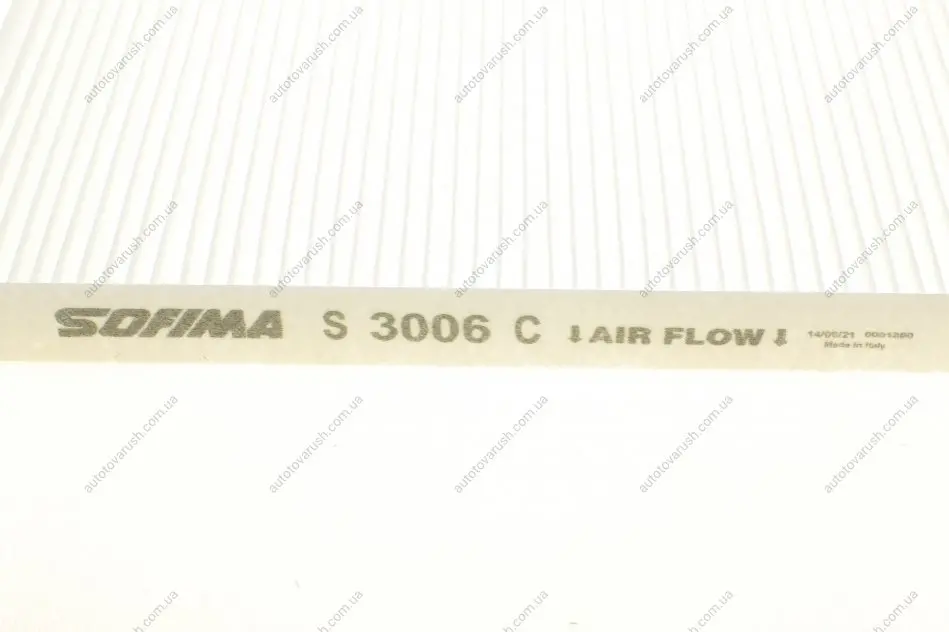 SOFIMA S 3006 C ↓ AIR FLOW ↓
Made in Italy
autotovarush.com.ua